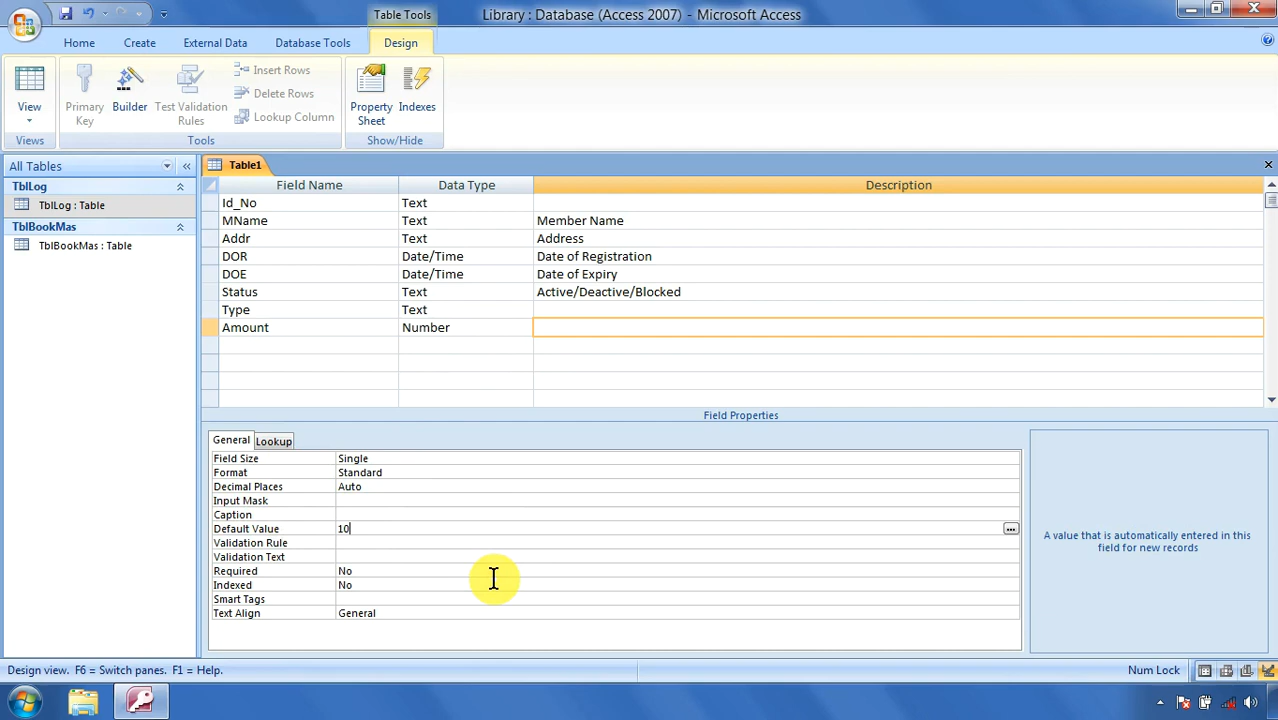 Table Tools
Library : Database (Access 2007) - Microsoft Access
Home Create External Data Database Tools Design
View
Primary Key
Builder
Test Validation Rules
Insert Rows
Delete Rows
Lookup Column
Property Sheet
Indexes
Views Tools Show/Hide
All Tables
TblLog
TblLog : Table
TblBookMas
TblBookMas : Table
Table1
Field Name Data Type Description
Id_No Text
MName Text Member Name
Addr Text Address
DOR Date/Time Date of Registration
DOE Date/Time Date of Expiry
Status Text Active/Deactive/Blocked
Type Text
Amount Number
Field Properties
General Lookup
Field Size Single
Format Standard
Decimal Places Auto
Input Mask
Caption
Default Value 10
Validation Rule
Validation Text
Required No
Indexed No
Smart Tags
Text Align General
A value that is automatically entered in this
field for new records
Design view. F6 = Switch panes. F1 = Help. Num Lock